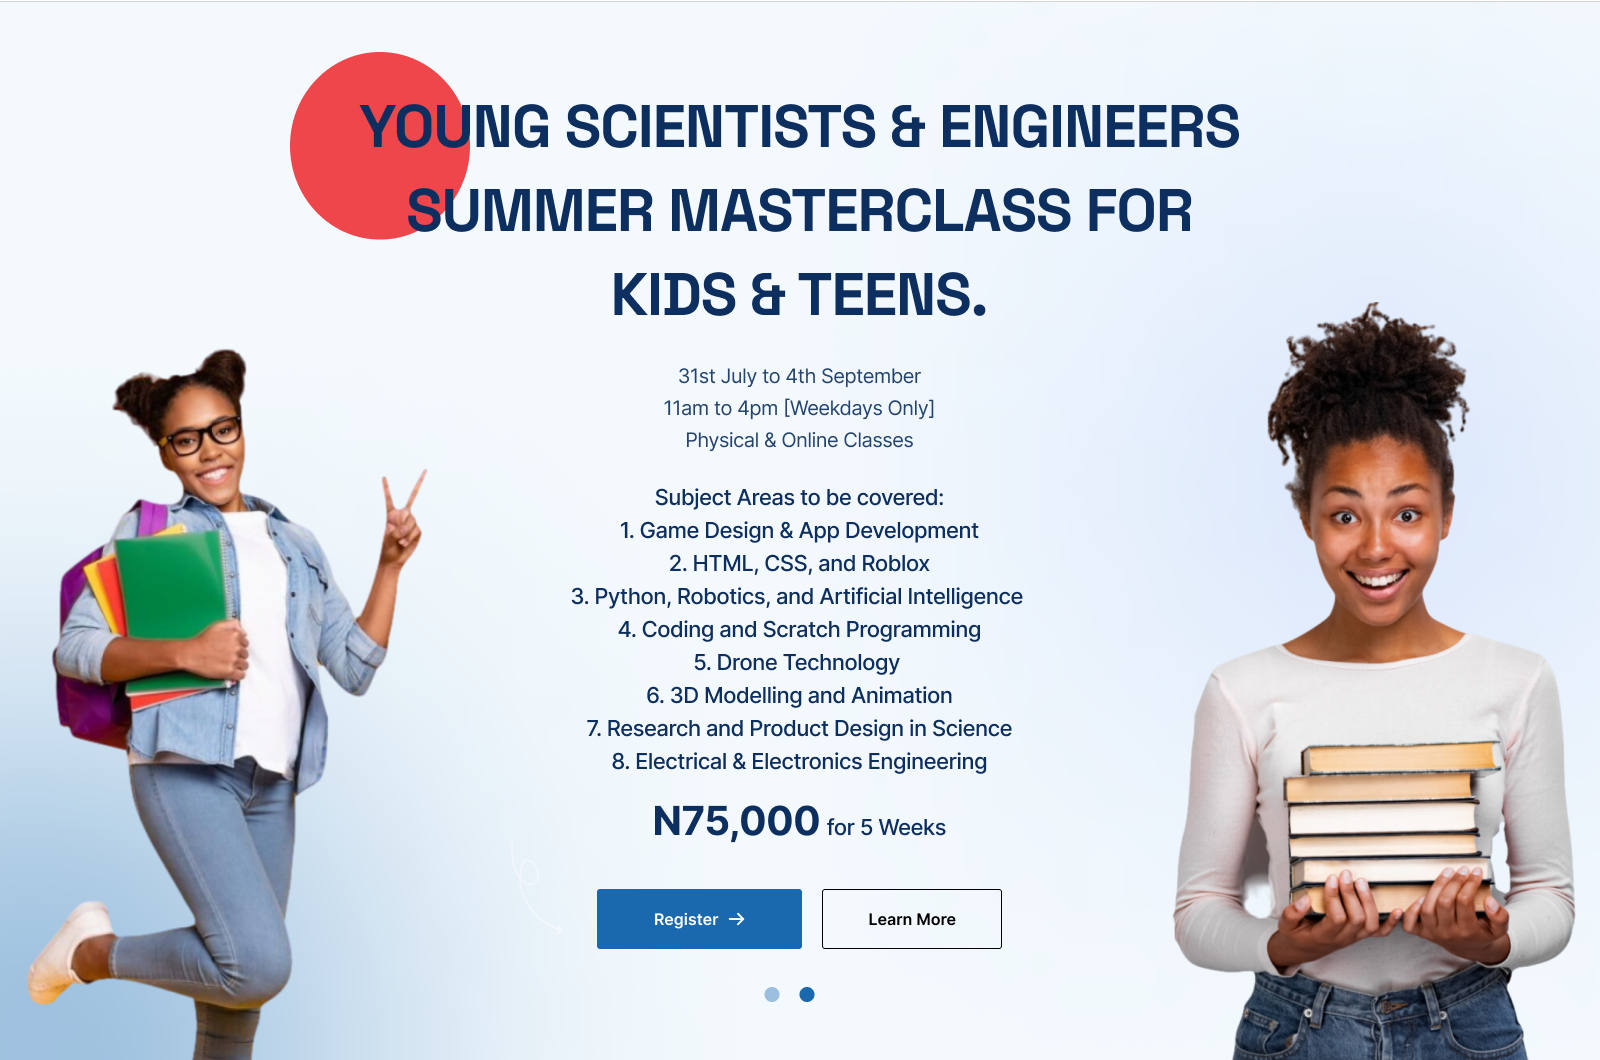 YOUNG SCIENTISTS & ENGINEERS
SUMMER MASTERCLASS FOR
KIDS & TEENS.
31st July to 4th September
11am to 4pm [Weekdays Only]
Physical & Online Classes
Subject Areas to be covered:
1. Game Design & App Development
2. HTML, CSS, and Roblox
3. Python, Robotics, and Artificial Intelligence
4. Coding and Scratch Programming
5. Drone Technology
6. 3D Modelling and Animation
7. Research and Product Design in Science
8. Electrical & Electronics Engineering
N75,000 for 5 Weeks
Register →
Learn More